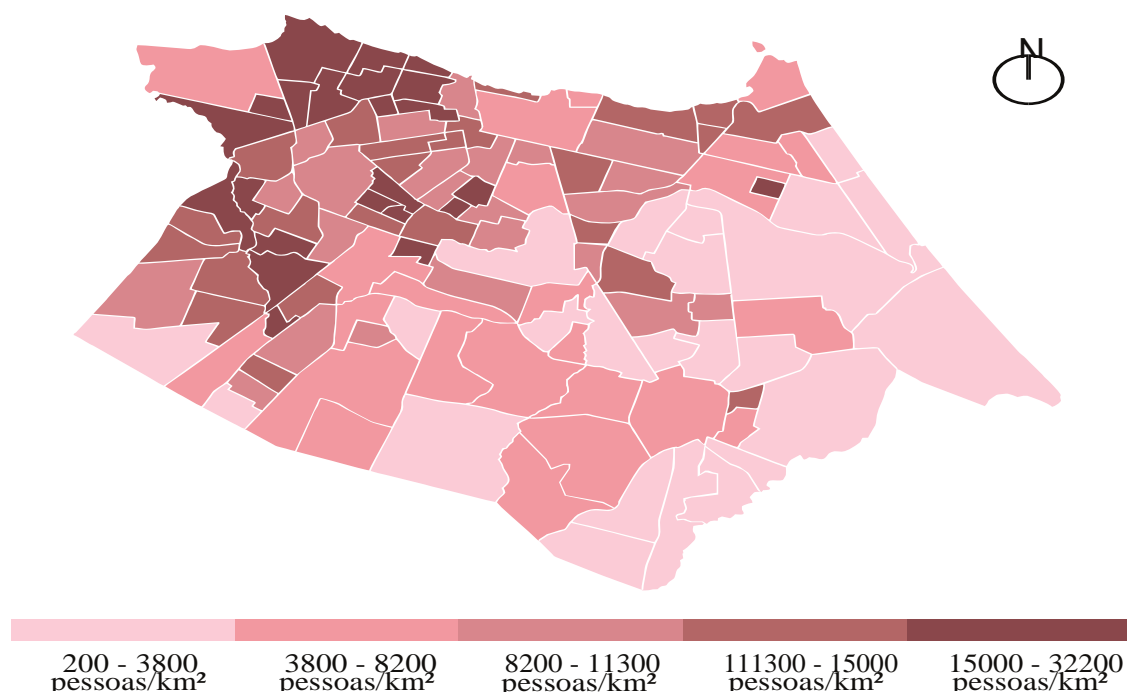 N
200 - 3800
pessoas/km²
3800 - 8200
pessoas/km²
8200 - 11300
pessoas/km²
111300 - 15000
pessoas/km²
15000 - 32200
pessoas/km²